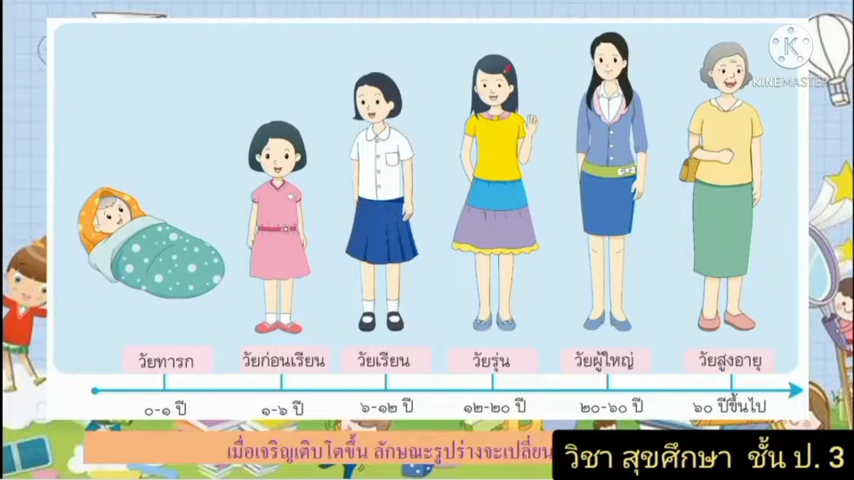 K
KINEMASTER
วัยทารก วัยก่อนเรียน วัยเรียน วัยรุ่น วัยผู้ใหญ่ วัยสูงอายุ
๐-๑ ปี ๑-๖ ปี ๖-๑๒ ปี ๑๒-๒๐ ปี ๒๐-๖๐ ปี ๖๐ ปีขึ้นไป
เมื่อเจริญเติบโตขึ้น ลักษณะรูปร่างจะเปลี่ยน
วิชา สุขศึกษา ชั้น ป. 3